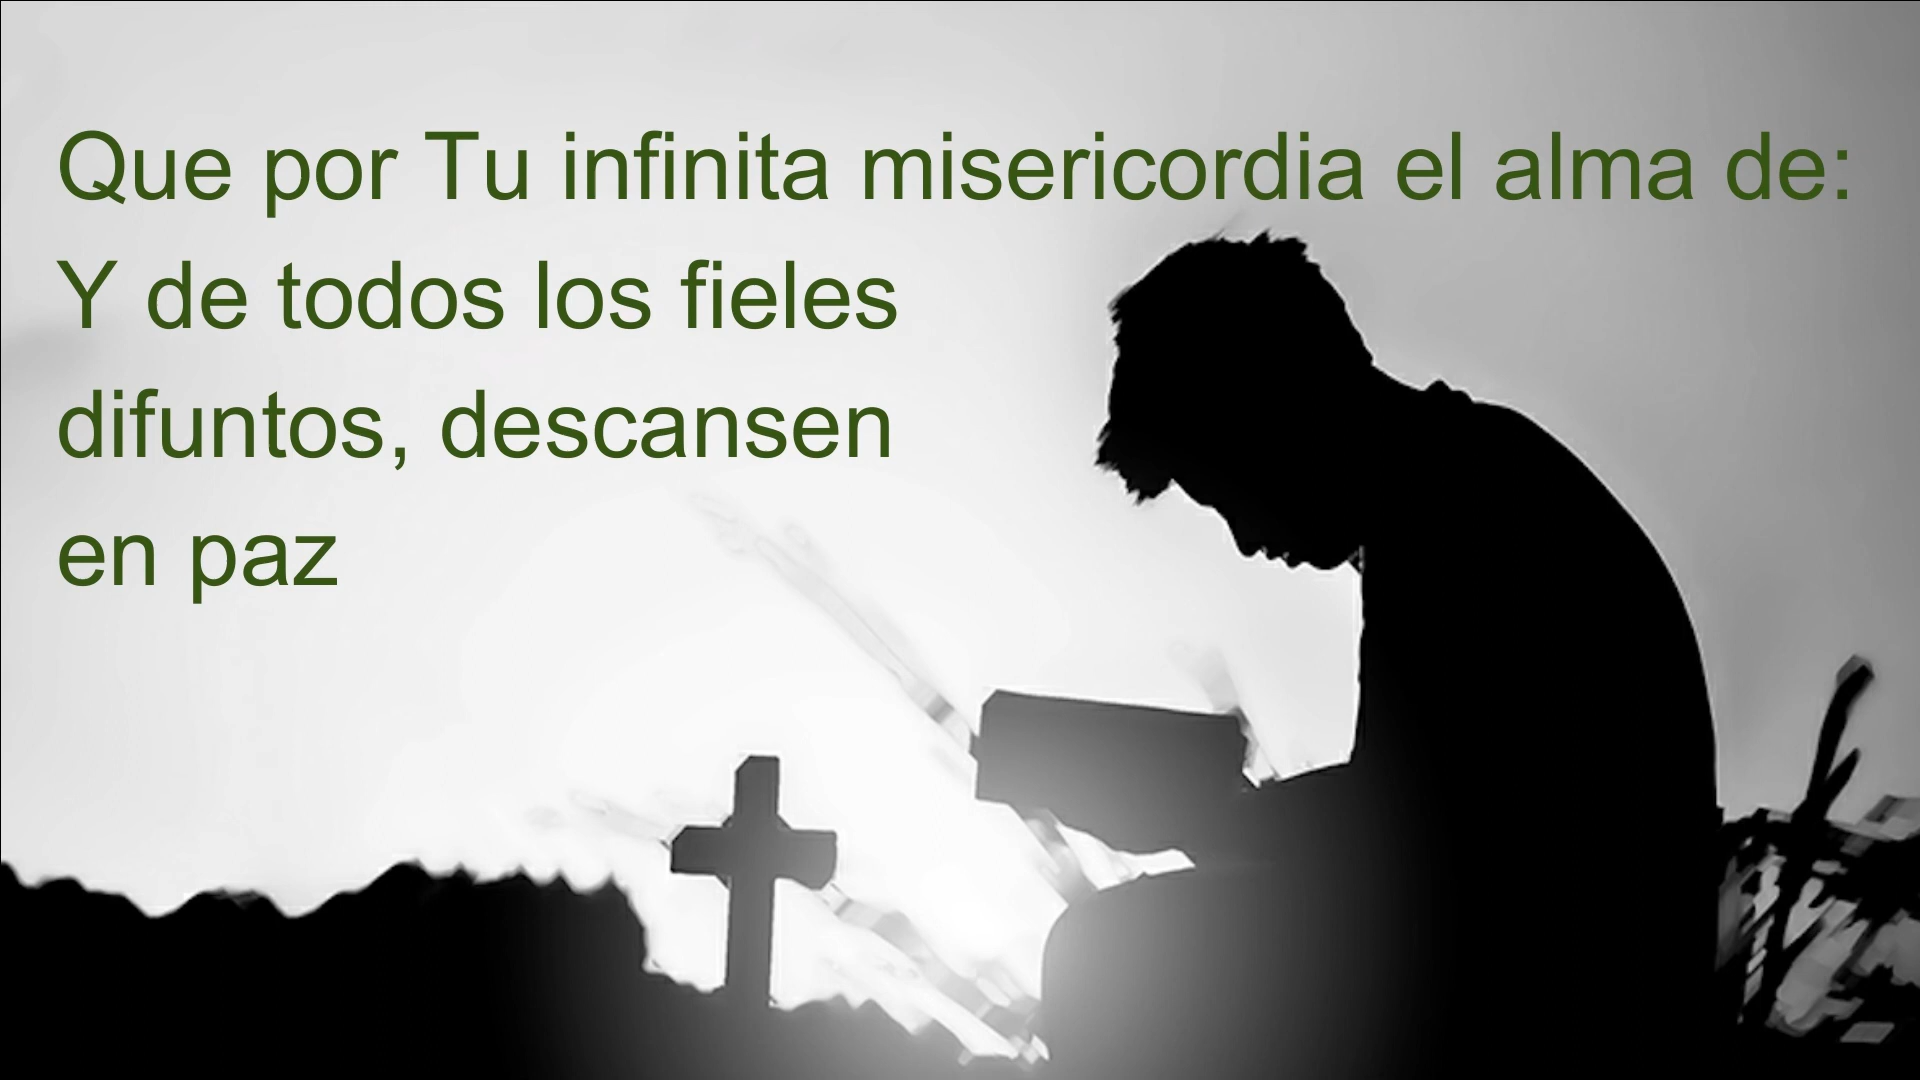 Que por Tu infinita misericordia el alma de:
Y de todos los fieles
difuntos, descansen
en paz